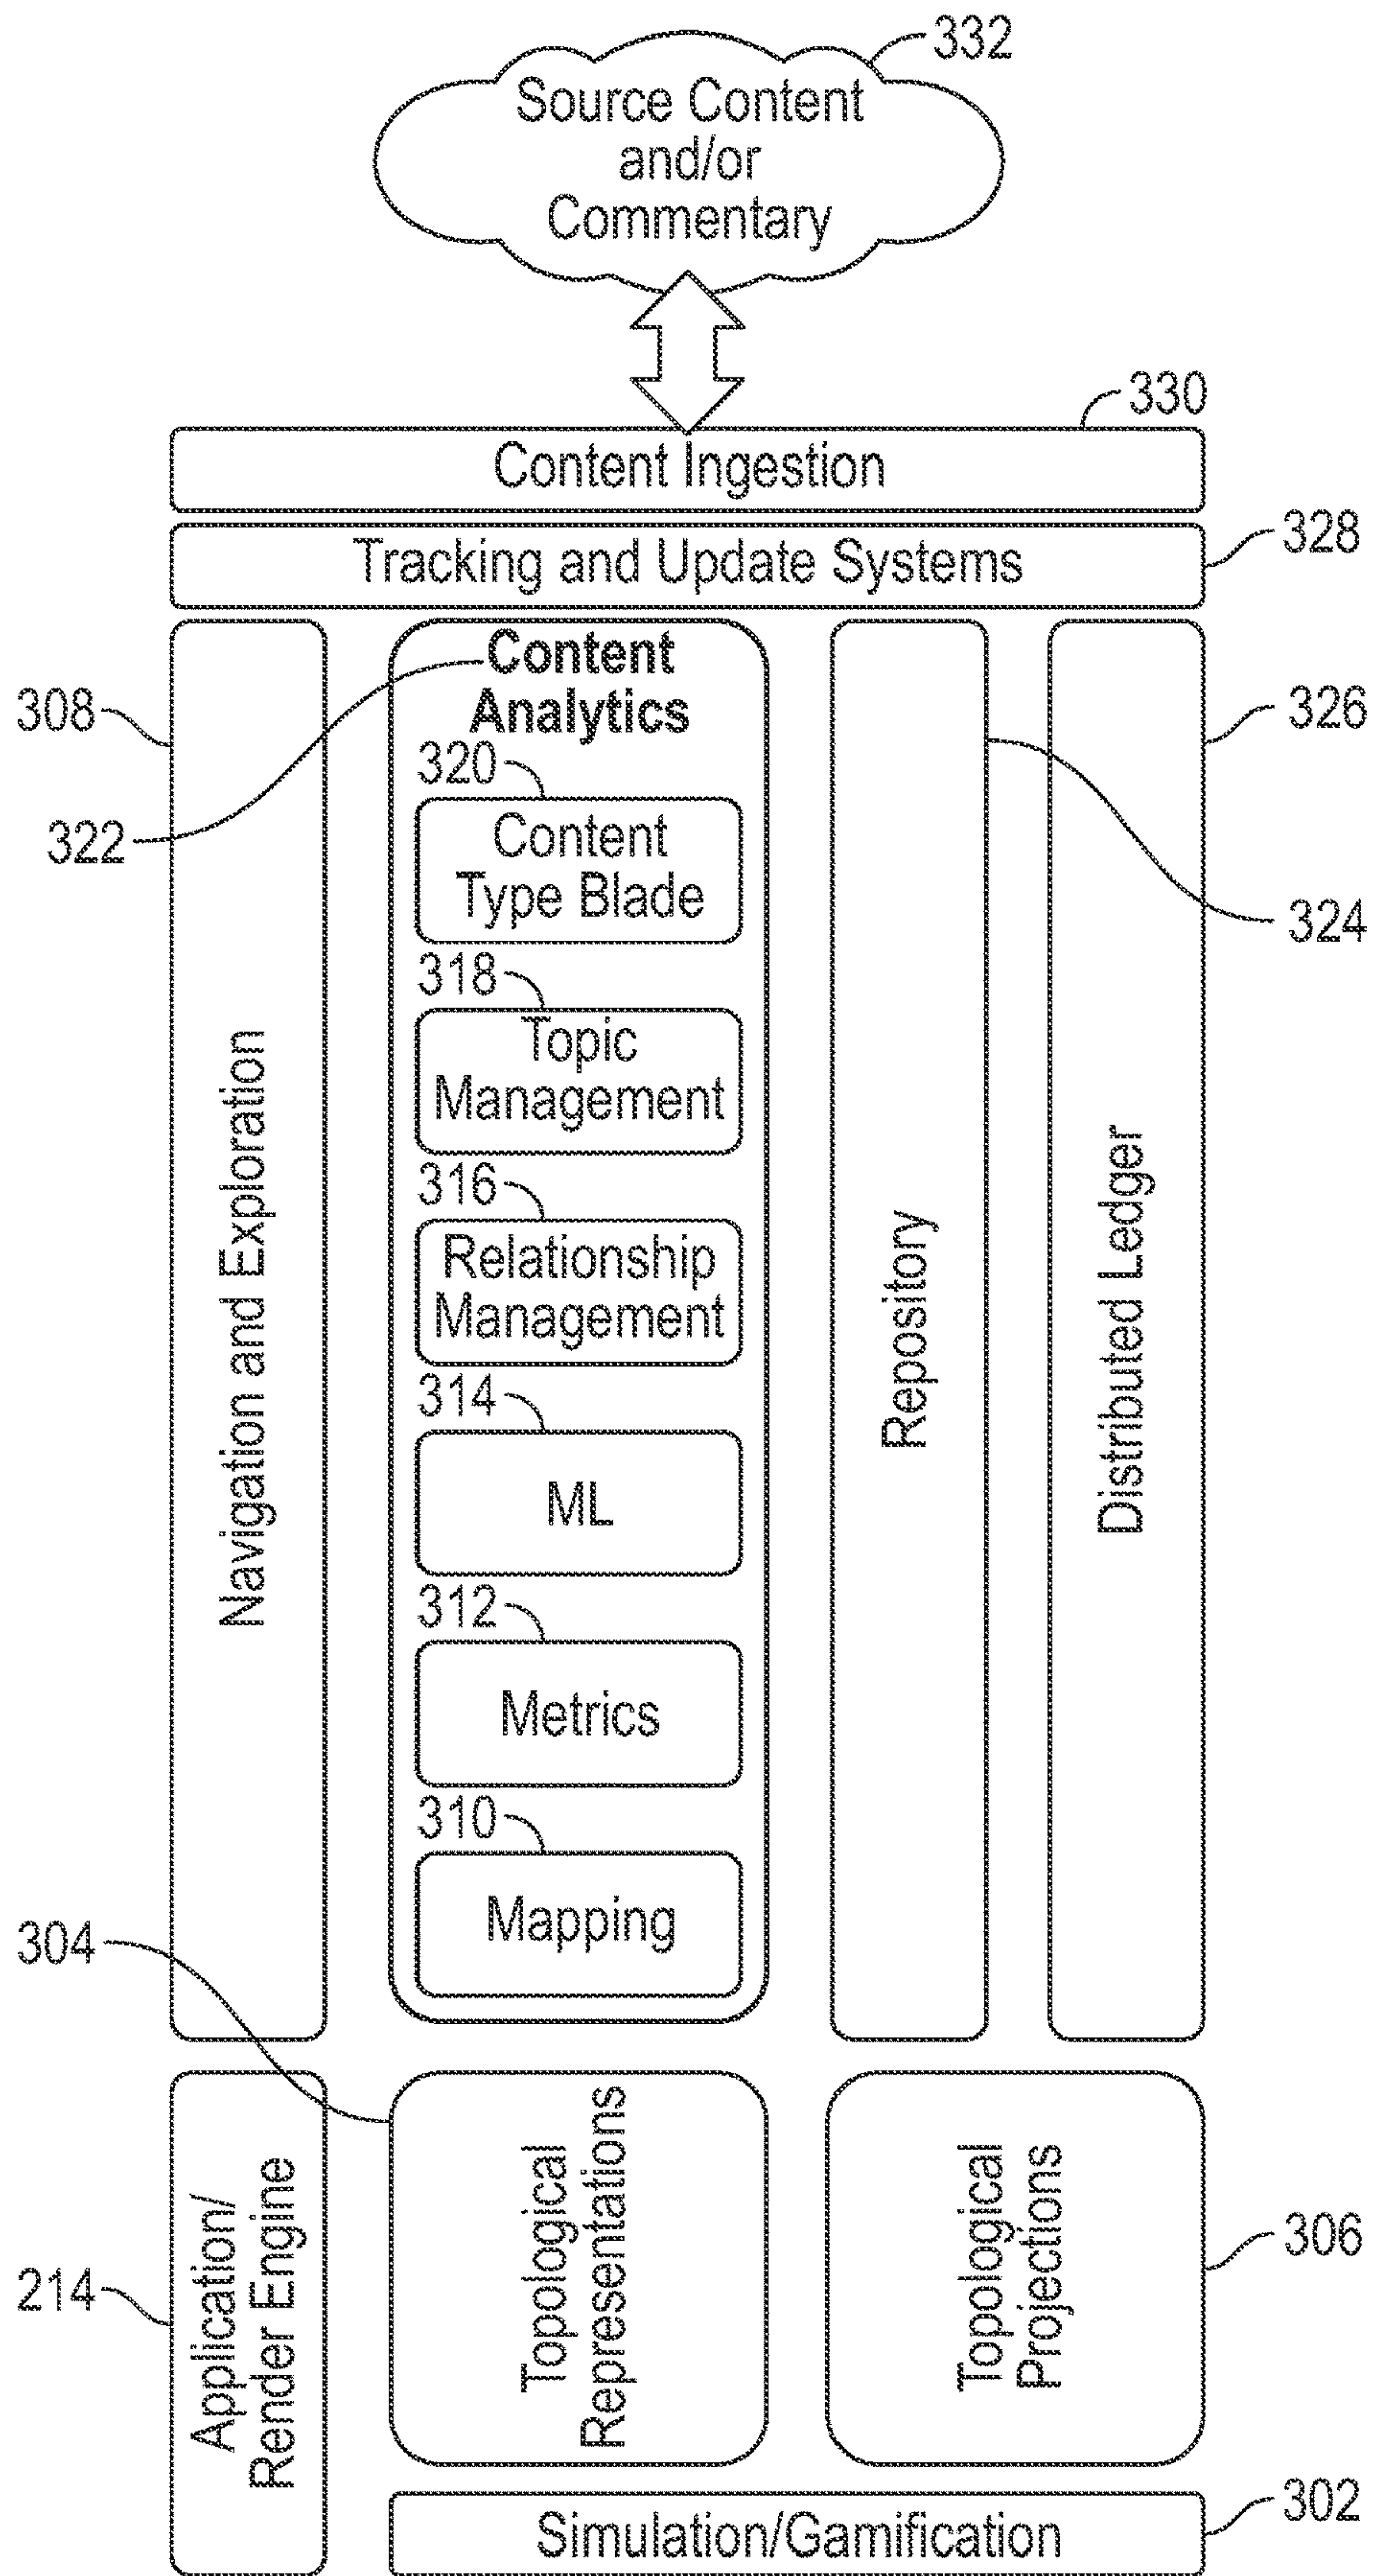 332
Source Content
and/or
Commentary
330
Content Ingestion
328
Tracking and Update Systems
308
322
Navigation and Exploration
Content
Analytics
320
Content
Type Blade
318
Topic
Management
316
Relationship
Management
314
ML
312
Metrics
310
Mapping
Repository
324
Distributed Ledger
326
304
214
Application/
Render Engine
Topological
Representations
Topological
Projections
306
302
Simulation/Gamification